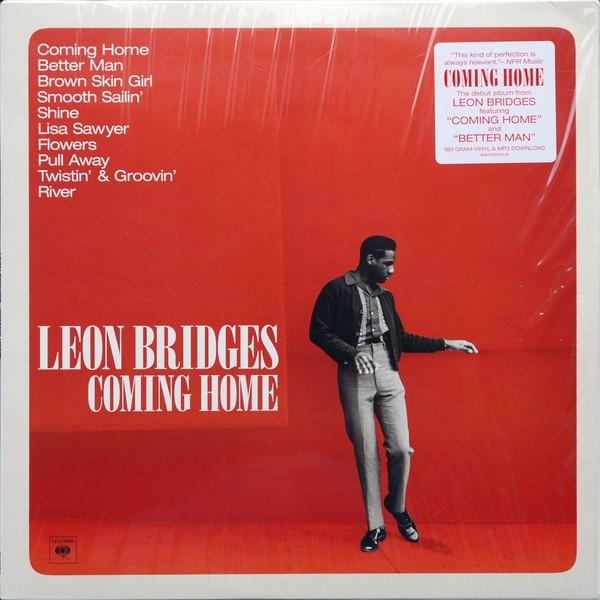 Coming Home
Better Man
Brown Skin Girl
Smooth Sailin'
Shine
Lisa Sawyer
Flowers
Pull Away
Twistin' & Groovin'
River
"This kind of perfection is
always relevant." – NPR Music
COMING HOME
The debut album from
LEON BRIDGES
featuring
"COMING HOME"
and
"BETTER MAN"
180 GRAM VINYL & MP3 DOWNLOAD
LEON BRIDGES
COMING HOME
COLUMBIA